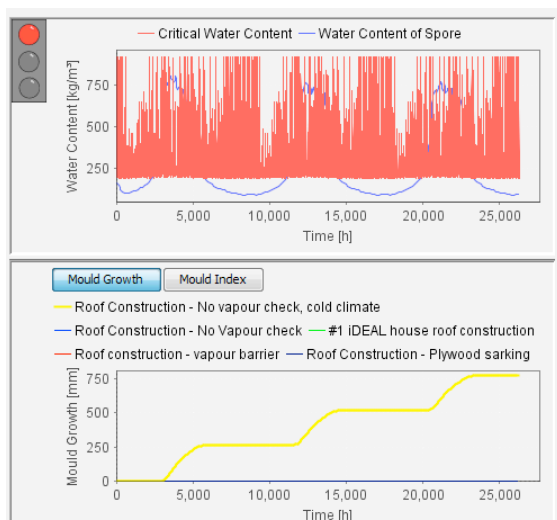 Critical Water Content Water Content of Spore
Water Content [kg/m³]
750
500
250
0 5,000 10,000 15,000 20,000 25,000
Time [h]
Mould Growth Mould Index
Roof Construction - No vapour check, cold climate
Roof Construction - No Vapour check #1 iDEAL house roof construction
Roof construction - vapour barrier Roof Construction - Plywood sarking
Mould Growth [mm]
750
500
250
0
0 5,000 10,000 15,000 20,000 25,000
Time [h]